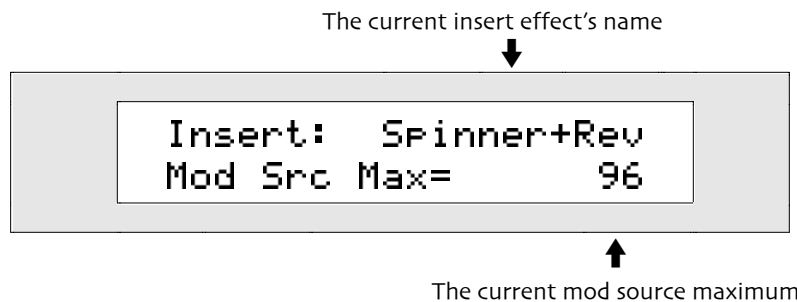 The current insert effect's name
Insert: Spinner+Rev
Mod Src Max= 96
The current mod source maximum